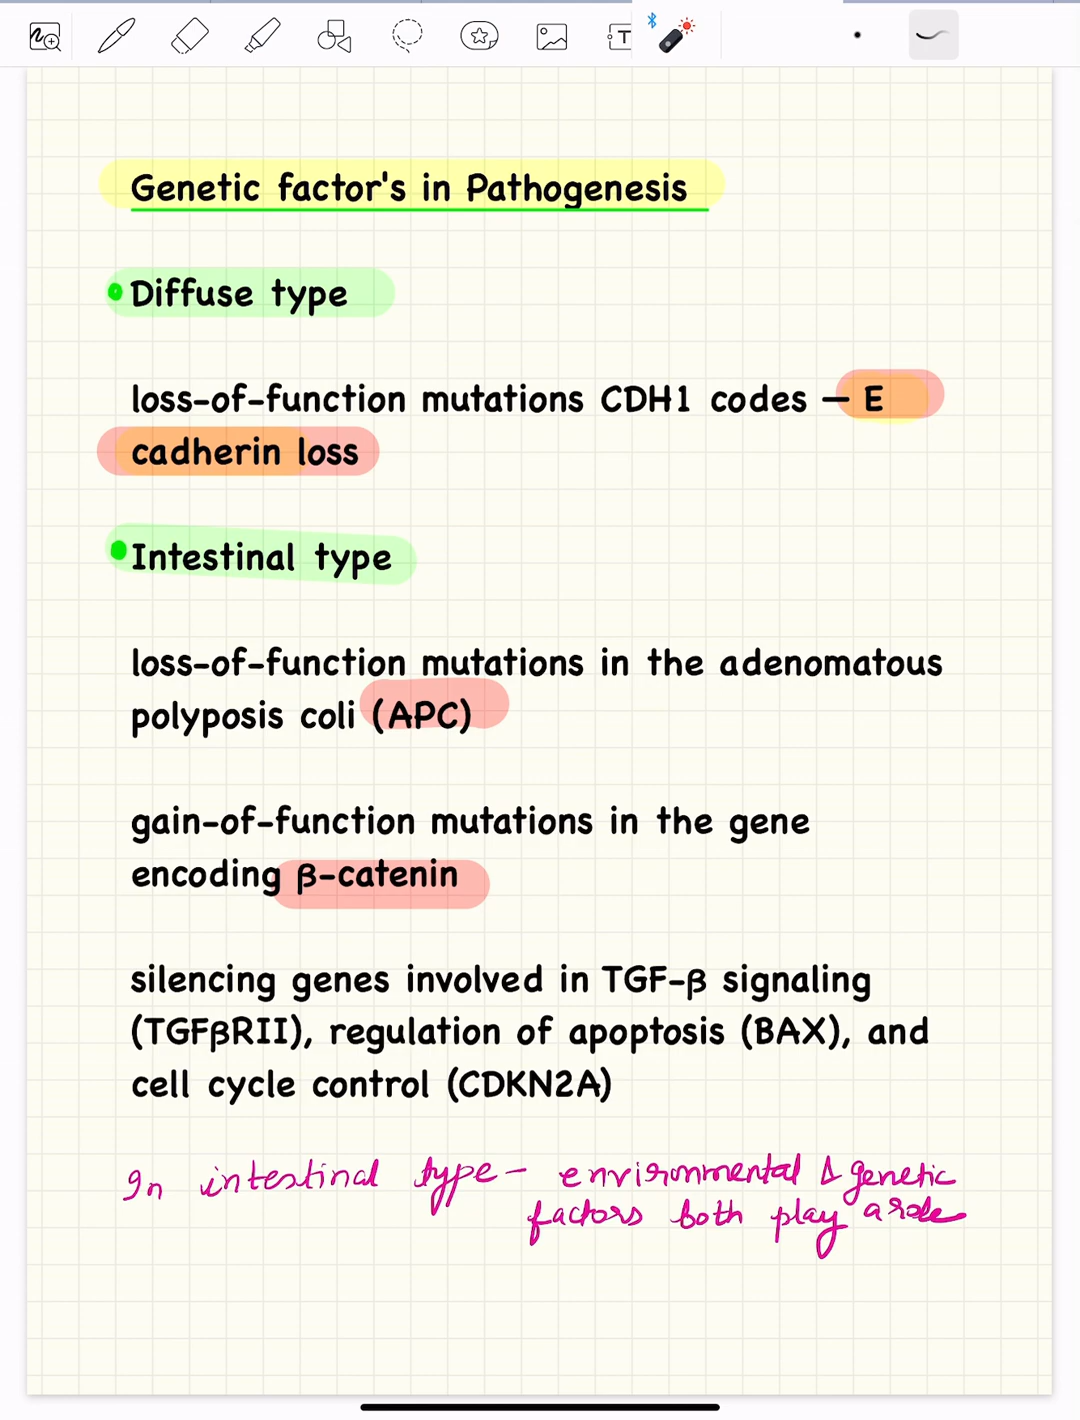 Genetic factor's in Pathogenesis
Diffuse type
loss-of-function mutations CDH1 codes – E
cadherin loss
Intestinal type
loss-of-function mutations in the adenomatous
polyposis coli (APC)
gain-of-function mutations in the gene
encoding β-catenin
silencing genes involved in TGF-β signaling
(TGFβRII), regulation of apoptosis (BAX), and
cell cycle control (CDKN2A)
In intestinal type – environmental & genetic
factors both play a role